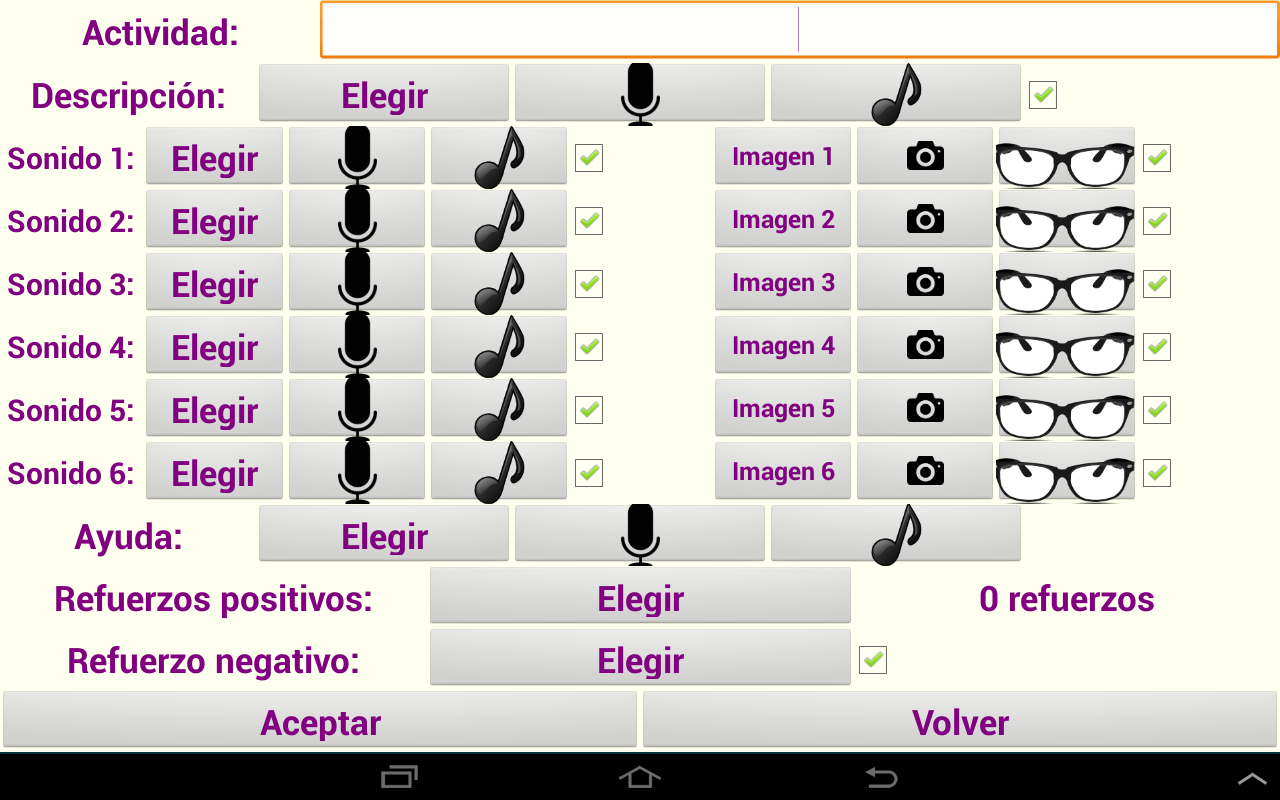 Actividad:
Descripción: Elegir
Sonido 1: Elegir Imagen 1
Sonido 2: Elegir Imagen 2
Sonido 3: Elegir Imagen 3
Sonido 4: Elegir Imagen 4
Sonido 5: Elegir Imagen 5
Sonido 6: Elegir Imagen 6
Ayuda: Elegir
Refuerzos positivos: Elegir 0 refuerzos
Refuerzo negativo: Elegir
Aceptar Volver